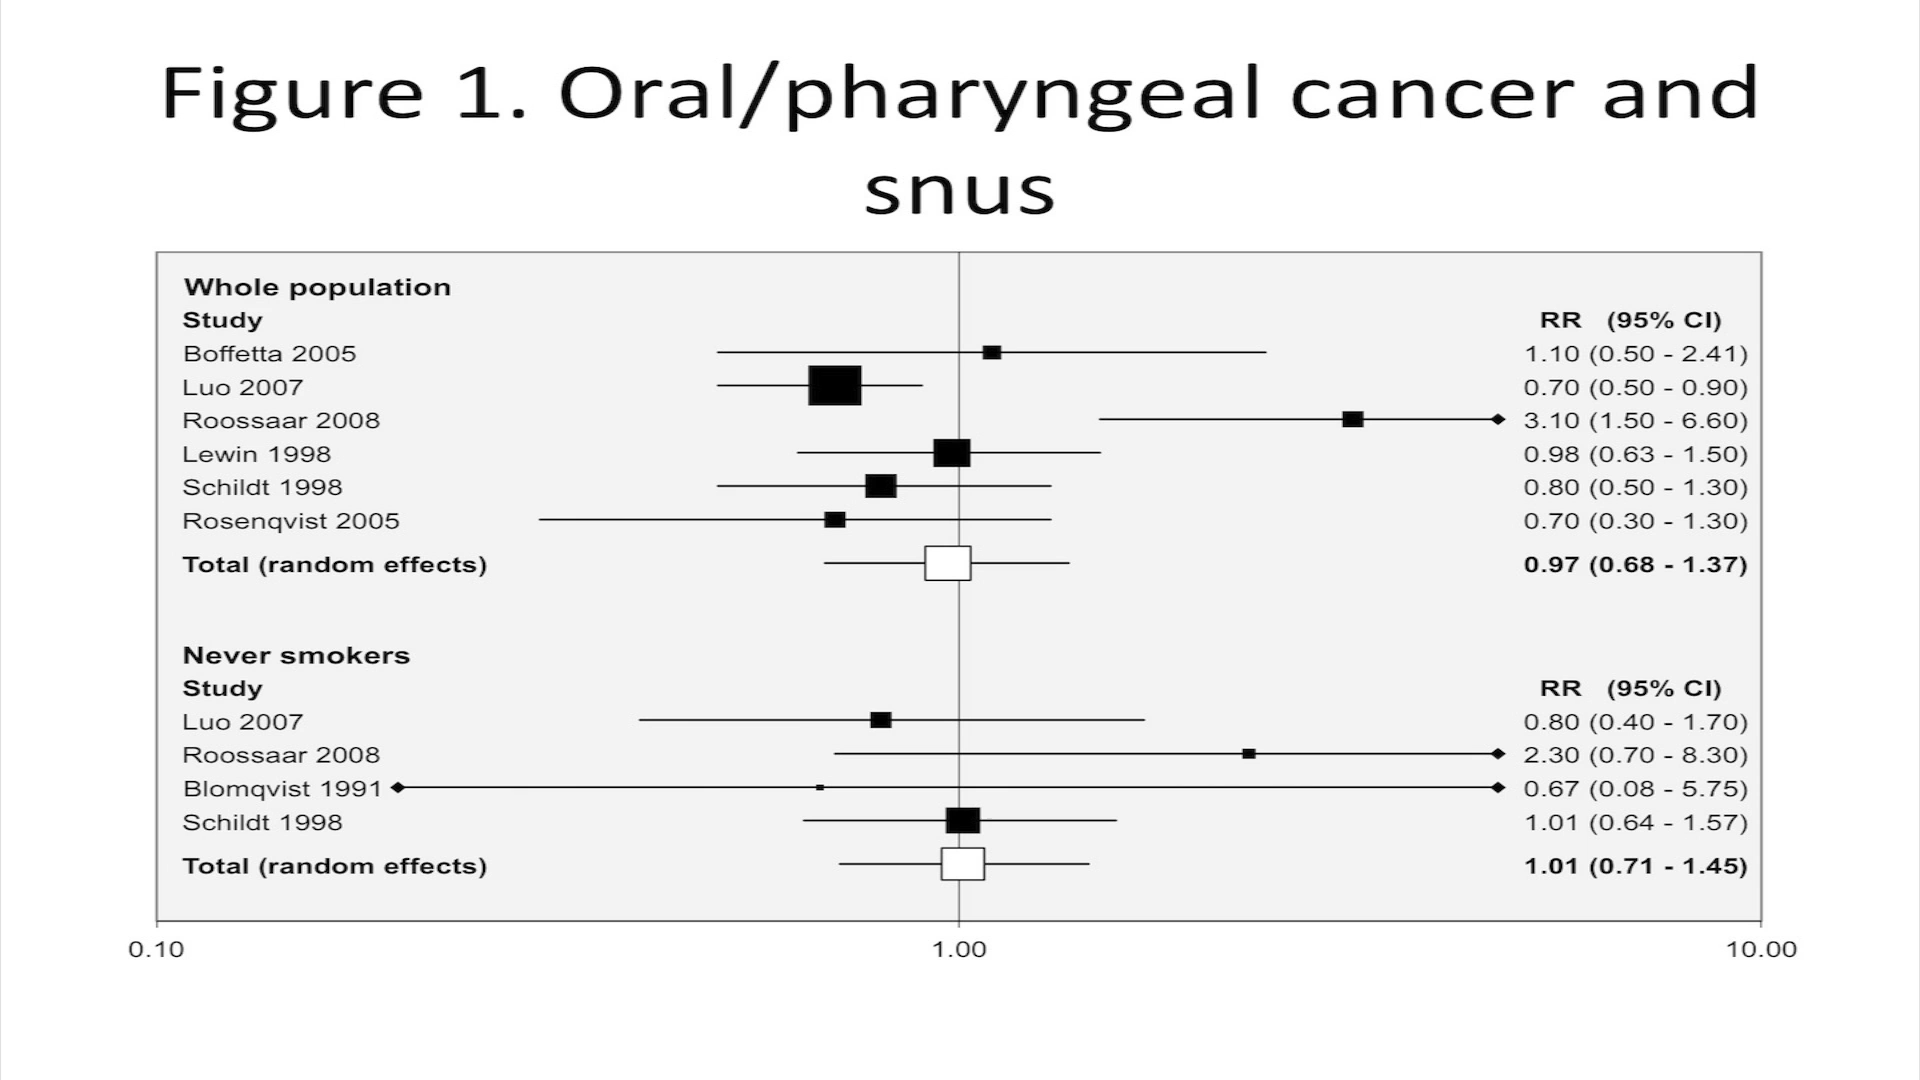 Figure 1. Oral/pharyngeal cancer and
snus
Whole population
Study RR (95% CI)
Boffetta 2005 1.10 (0.50 - 2.41)
Luo 2007 0.70 (0.50 - 0.90)
Roossaar 2008 3.10 (1.50 - 6.60)
Lewin 1998 0.98 (0.63 - 1.50)
Schildt 1998 0.80 (0.50 - 1.30)
Rosenqvist 2005 0.70 (0.30 - 1.30)
Total (random effects) 0.97 (0.68 - 1.37)
Never smokers
Study RR (95% CI)
Luo 2007 0.80 (0.40 - 1.70)
Roossaar 2008 2.30 (0.70 - 8.30)
Blomqvist 1991 0.67 (0.08 - 5.75)
Schildt 1998 1.01 (0.64 - 1.57)
Total (random effects) 1.01 (0.71 - 1.45)
0.10 1.00 10.00